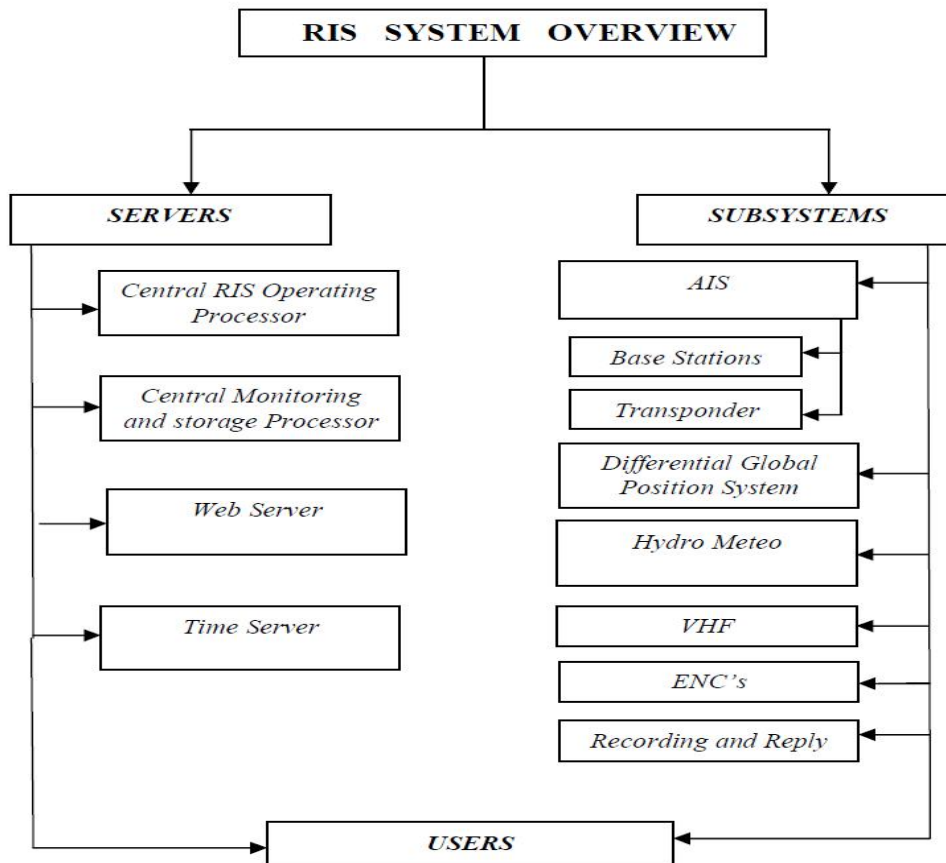 RIS SYSTEM OVERVIEW
SERVERS
SUBSYSTEMS
Central RIS Operating
Processor
Central Monitoring
and storage Processor
Web Server
Time Server
AIS
Base Stations
Transponder
Differential Global
Position System
Hydro Meteo
VHF
ENC’s
Recording and Reply
USERS